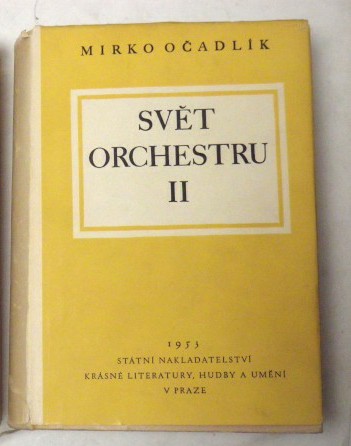 MIRKO OČADLÍK
SVĚT
ORCHESTRU
II
1953
STÁTNÍ NAKLADATELSTVÍ
KRÁSNÉ LITERATURY, HUDBY A UMĚNÍ
V PRAZE